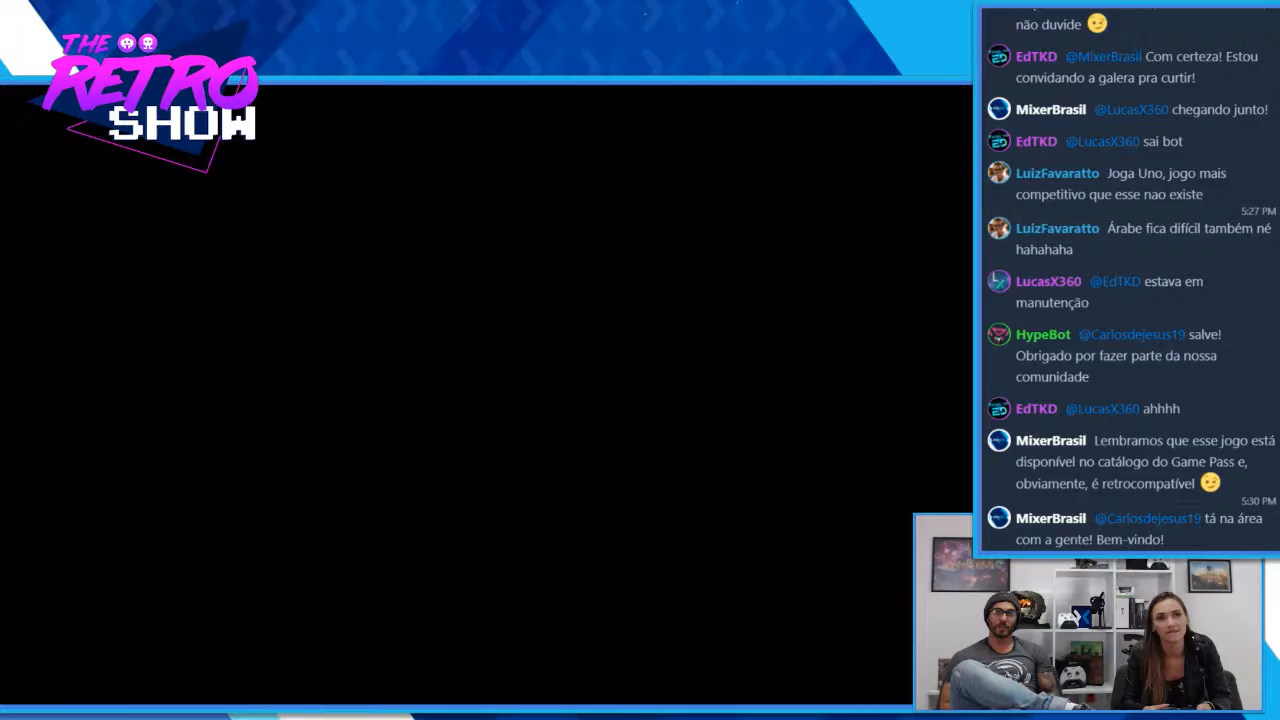 THE
RETRO
SHOW
não duvide
EdTKD @MixerBrasil Com certeza! Estou
convidando a galera pra curtir!
MixerBrasil @LucasX360 chegando junto!
EdTKD @LucasX360 sai bot
LuizFavaratto Joga Uno, jogo mais
competitivo que esse nao existe
5:27 PM
LuizFavaratto Árabe fica difícil também né
hahahaha
LucasX360 @EdTKD estava em
manutenção
HypeBot @Carlosdejesus19 salve!
Obrigado por fazer parte da nossa
comunidade
EdTKD @LucasX360 ahhhh
MixerBrasil Lembramos que esse jogo está
disponível no catálogo do Game Pass e,
obviamente, é retrocompatível
5:30 PM
MixerBrasil @Carlosdejesus19 tá na área
com a gente! Bem-vindo!